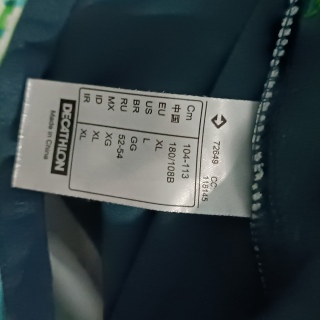 72649 DC: 118145
Cm 104-113
中国 180/108B
EU XL
US L
BR GG
RU 52-54
MX XG
ID XL
IR XL
DECATHLON
Made in China